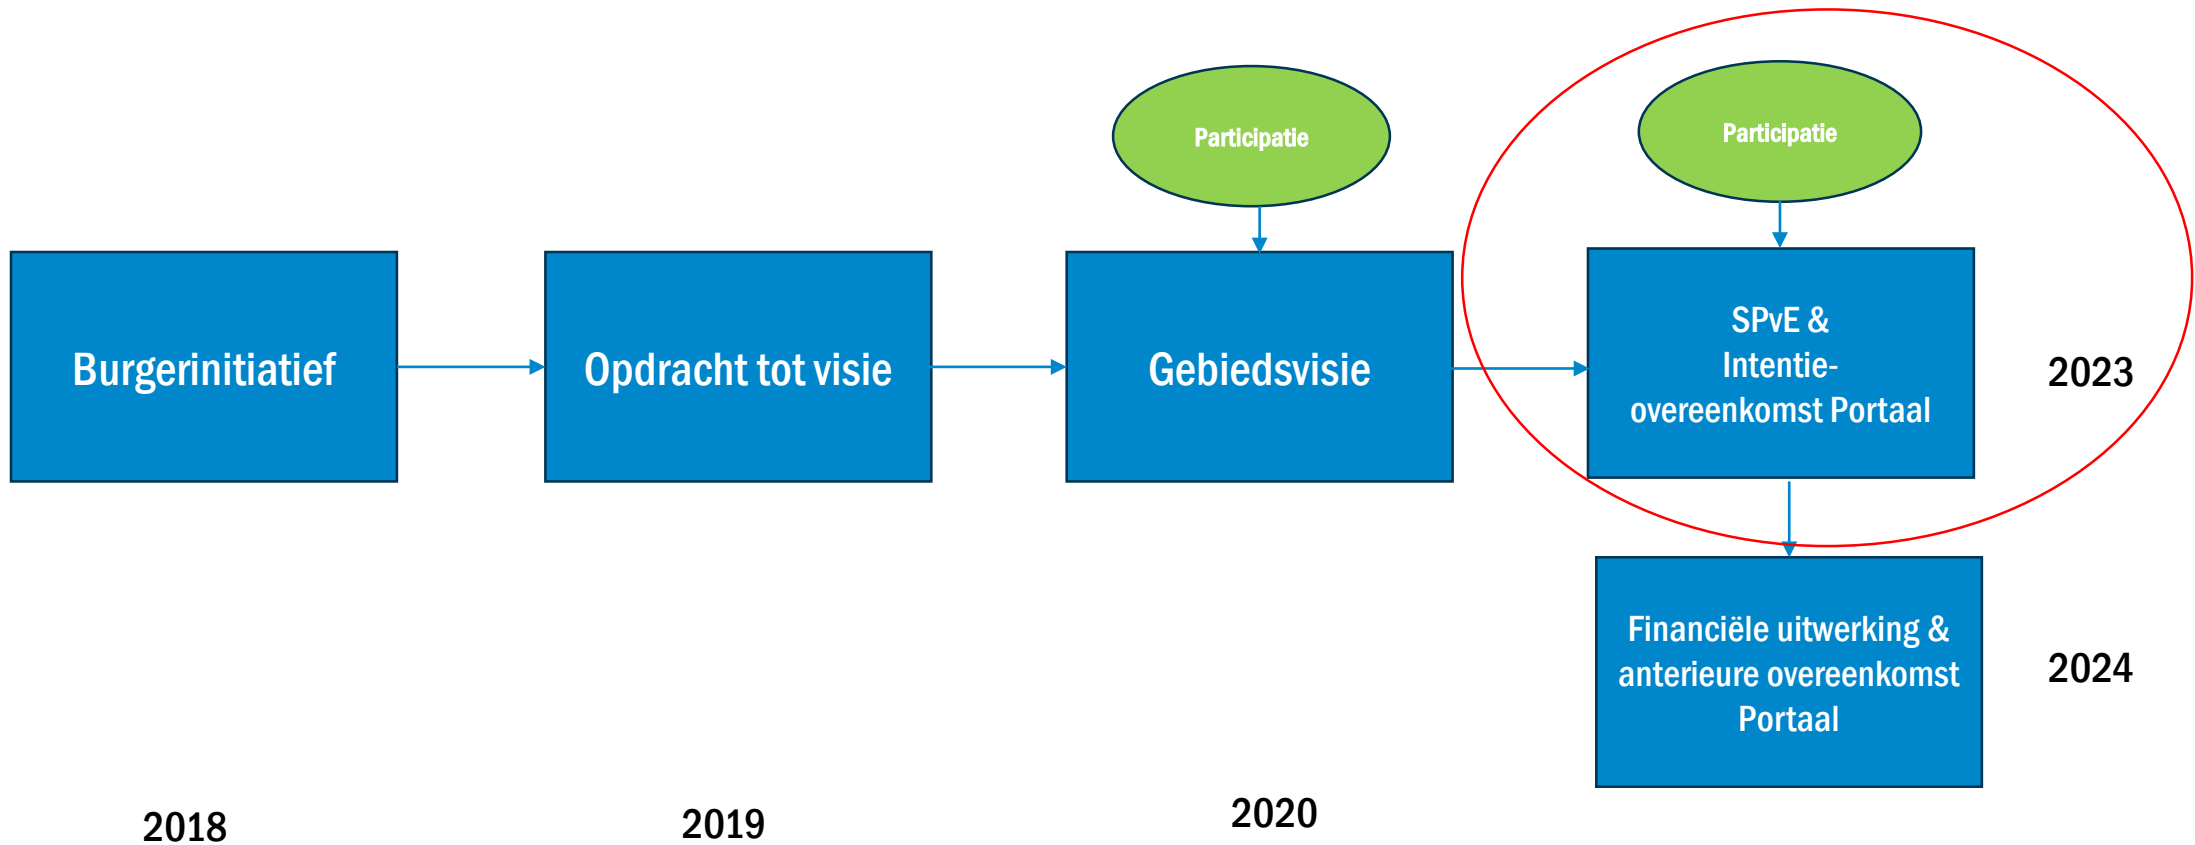 Participatie
Participatie
Burgerinitiatief
Opdracht tot visie
Gebiedsvisie
SPvE &
Intentie-
overeenkomst Portaal
2023
Financiële uitwerking &
anterieure overeenkomst
Portaal
2024
2018
2019
2020